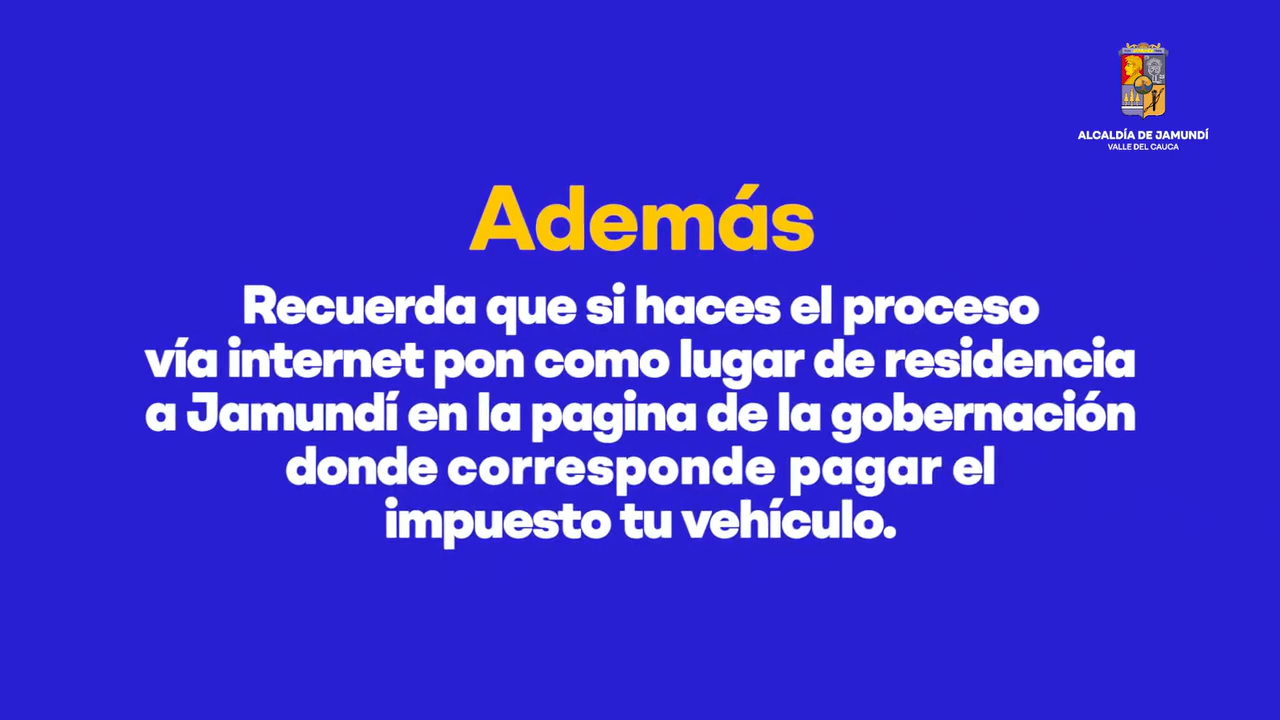 ALCALDÍA DE JAMUNDÍ
VALLE DEL CAUCA
Además
Recuerda que si haces el proceso
vía internet pon como lugar de residencia
a Jamundí en la pagina de la gobernación
donde corresponde pagar el
impuesto tu vehículo.